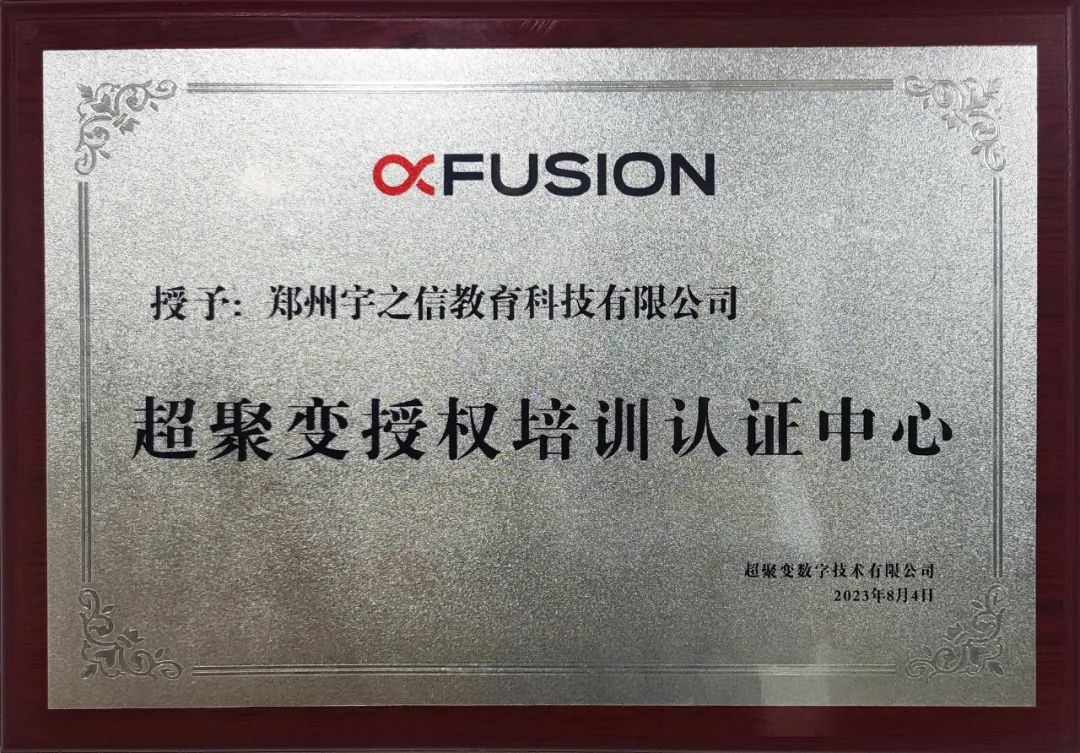 xFUSION
授予：郑州宇之信教育科技有限公司
超聚变授权培训认证中心
超聚变数字技术有限公司
2023年8月4日